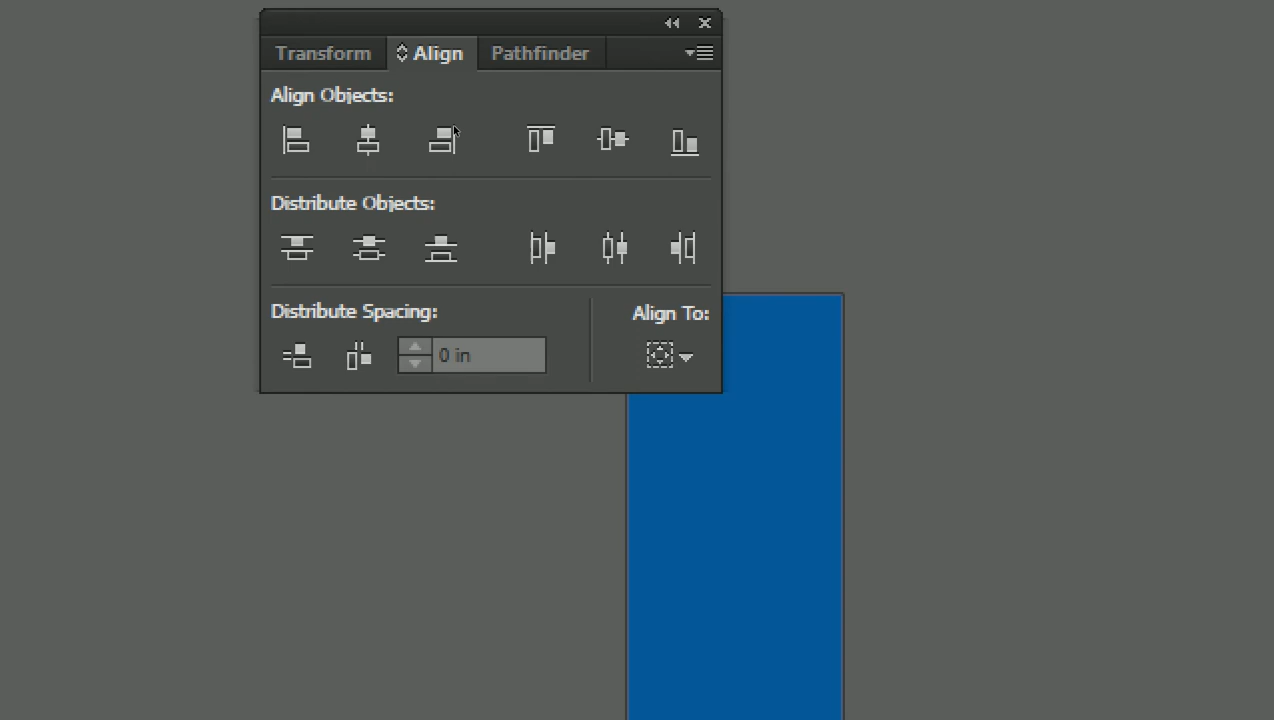 Transform Align Pathfinder
Align Objects:
Distribute Objects:
Distribute Spacing: Align To:
0 in